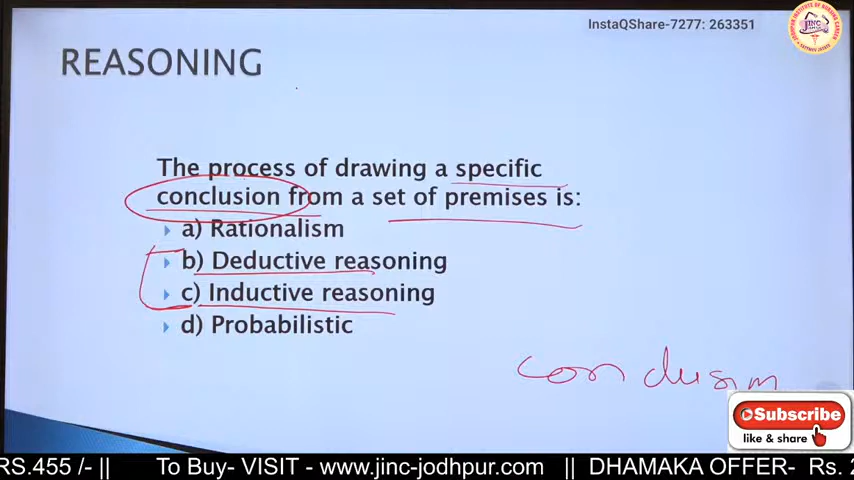 InstaQShare-7277: 263351
REASONING
The process of drawing a specific
conclusion from a set of premises is:
a) Rationalism
b) Deductive reasoning
c) Inductive reasoning
d) Probabilistic
conclusion
Subscribe
like & share
RS.455 /- || To Buy- VISIT - www.jinc-jodhpur.com || DHAMAKA OFFER- Rs. 2